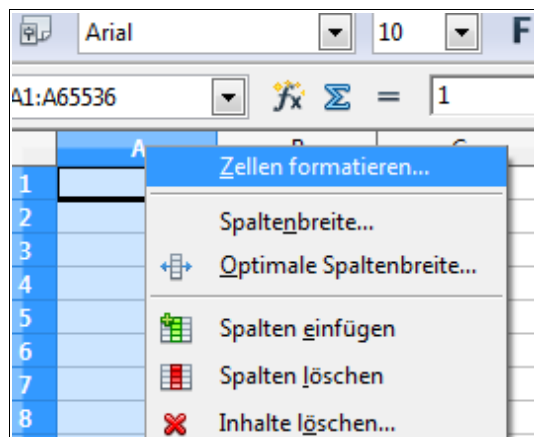 Arial 10 F
A1:A65536 fx Σ = 1
A
1
Zellen formatieren...
2
Spaltenbreite...
3
Optimale Spaltenbreite...
4
5
Spalten einfügen
6
7
Spalten löschen
8
Inhalte löschen...